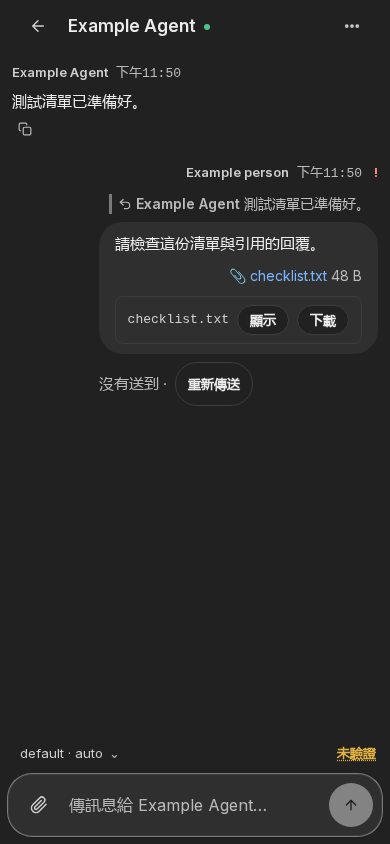 Example Agent
Example Agent 下午11:50
測試清單已準備好。
Example person 下午11:50 !
Example Agent 測試清單已準備好。
請檢查這份清單與引用的回覆。
checklist.txt 48 B
checklist.txt 顯示 下載
沒有送到 · 重新傳送
default · auto
未驗證
傳訊息給 Example Agent…